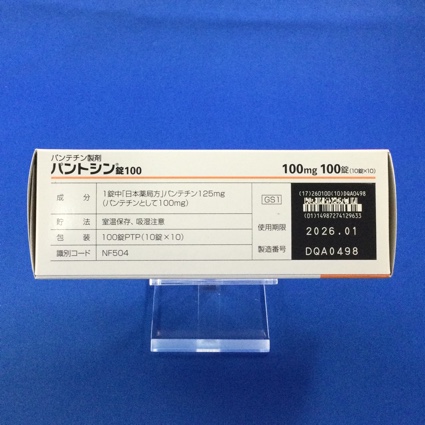 パンテチン製剤
パントシン®錠100
100mg 100錠(10錠×10)
成 分 1錠中「日本薬局方」パンテチン125mg
(パンテチンとして100mg)
貯 法 室温保存、吸湿注意
包 装 100錠PTP(10錠×10)
識別コード NF504
GS1
(17)260100(10)DQA0498
(01)14987274129633
使用期限 2026.01
製造番号 DQA0498